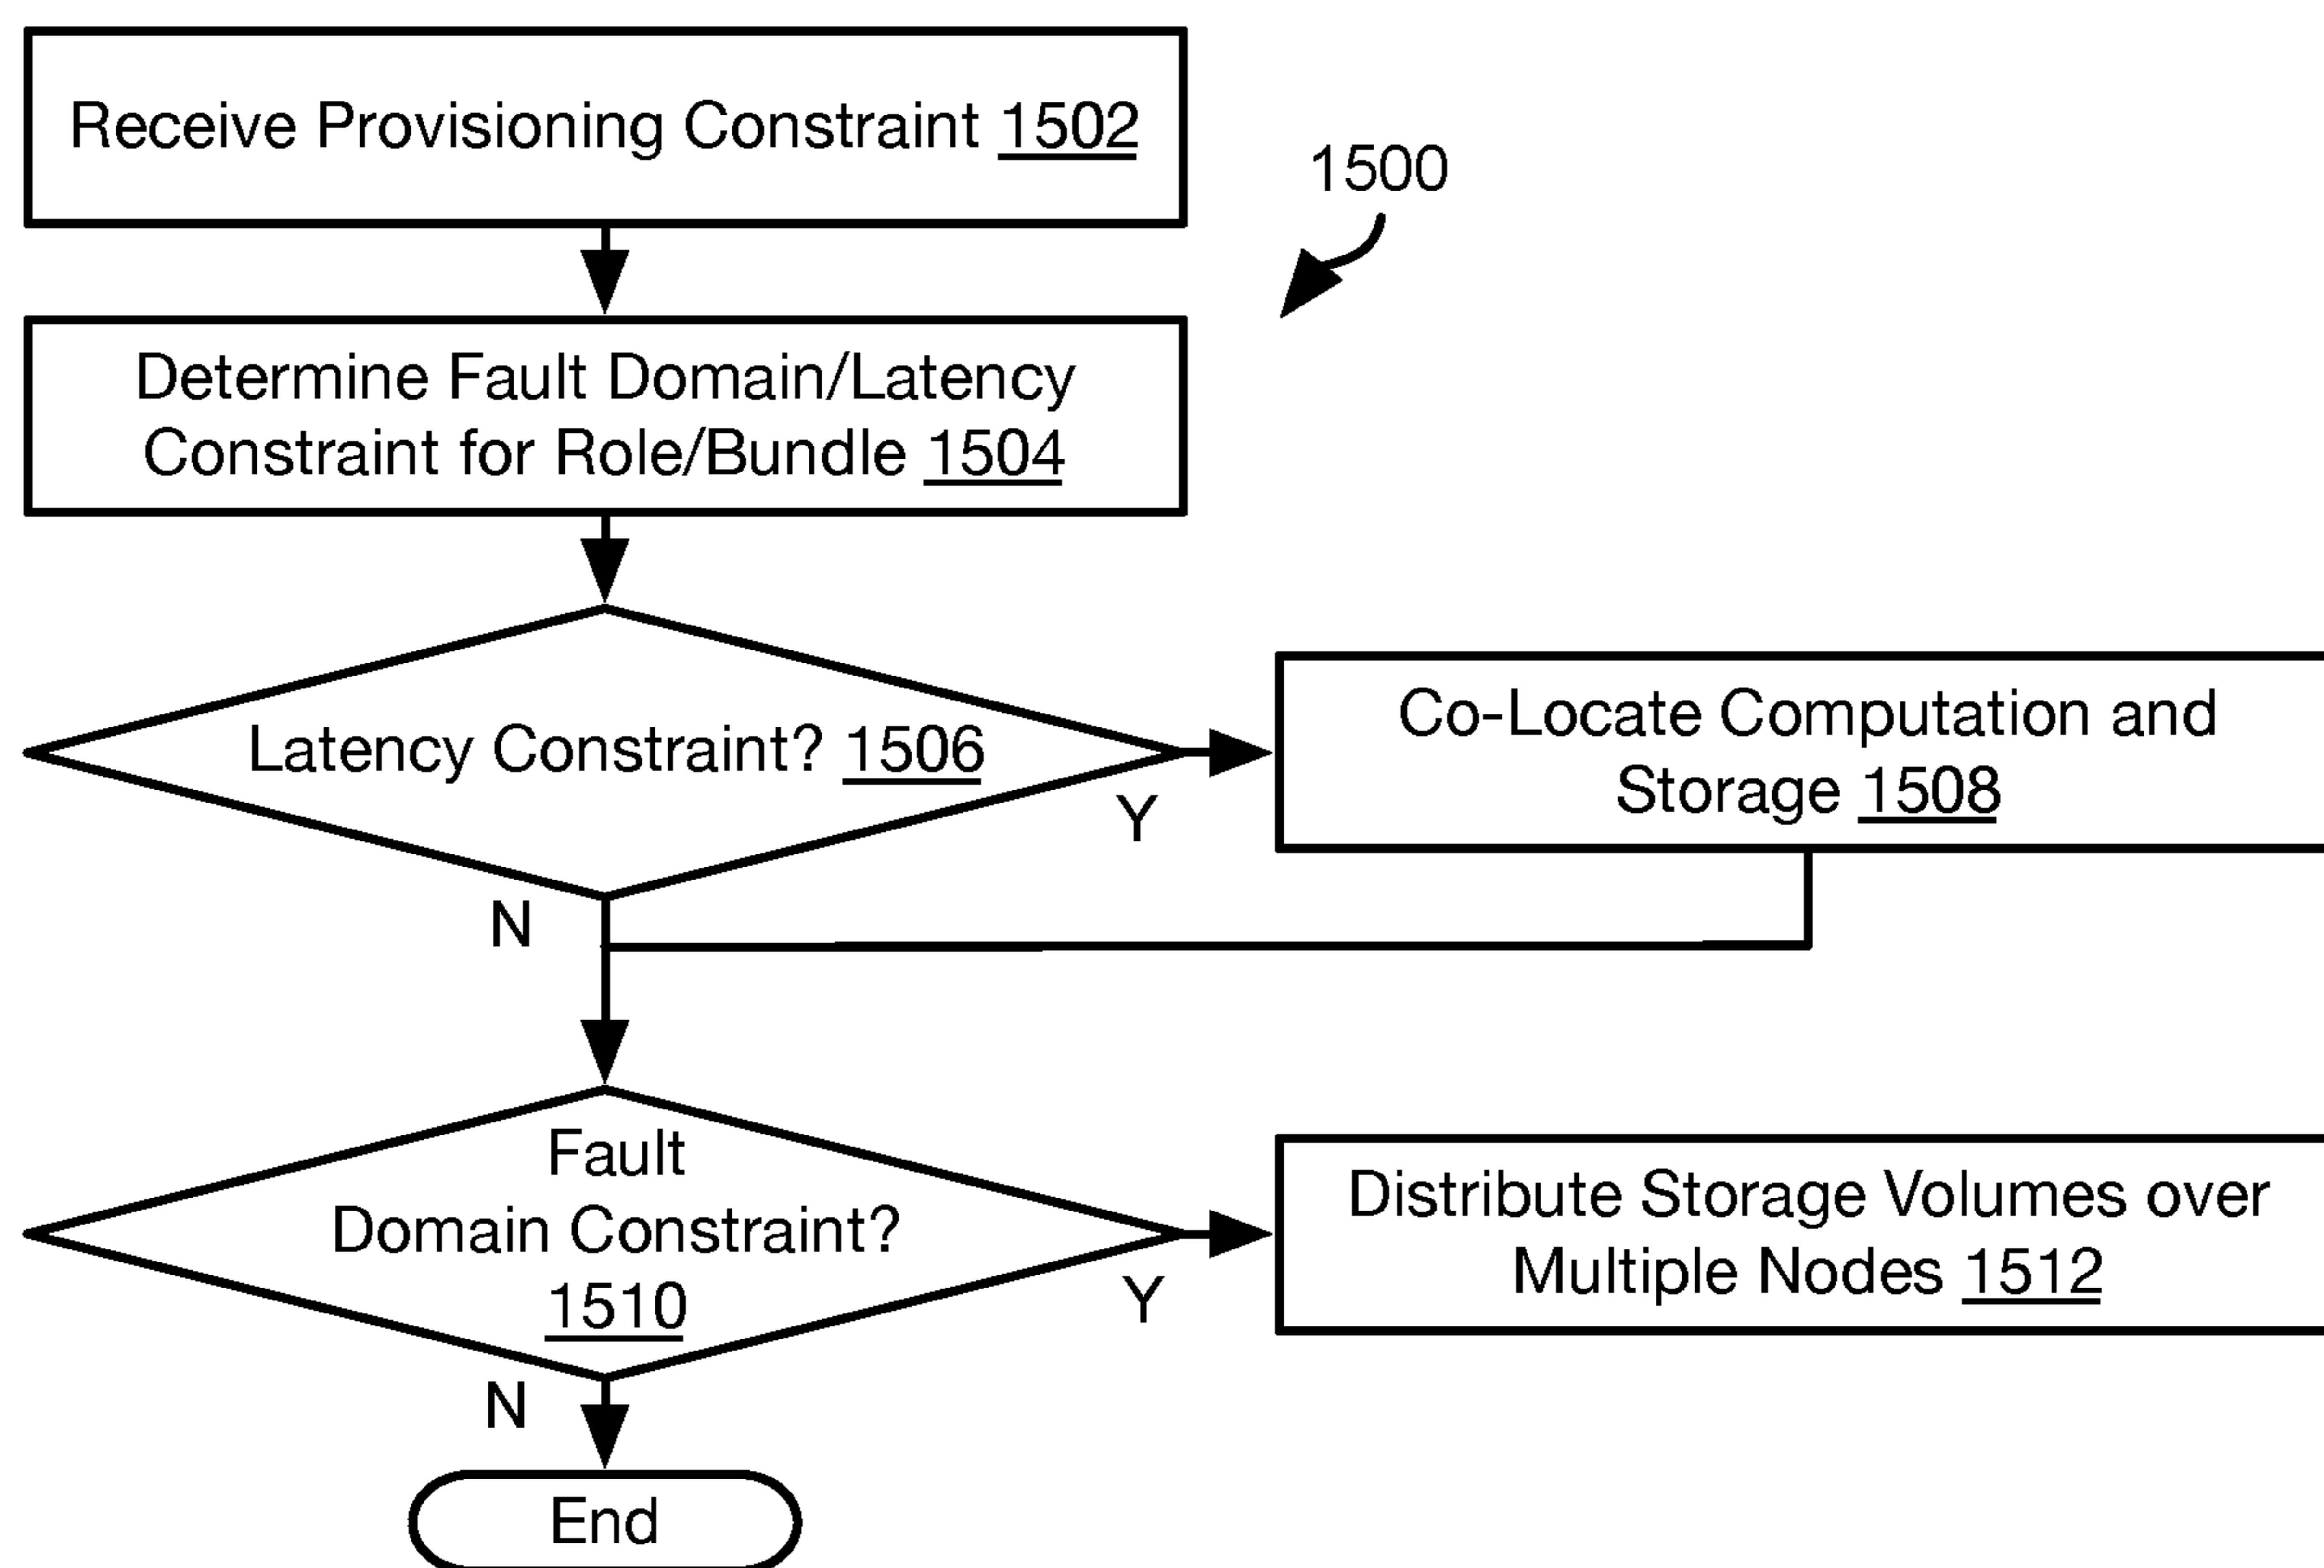 Receive Provisioning Constraint 1502
1500
Determine Fault Domain/Latency
Constraint for Role/Bundle 1504
Latency Constraint? 1506
Y
Co-Locate Computation and
Storage 1508
N
Fault
Domain Constraint?
1510
Y
Distribute Storage Volumes over
Multiple Nodes 1512
N
End